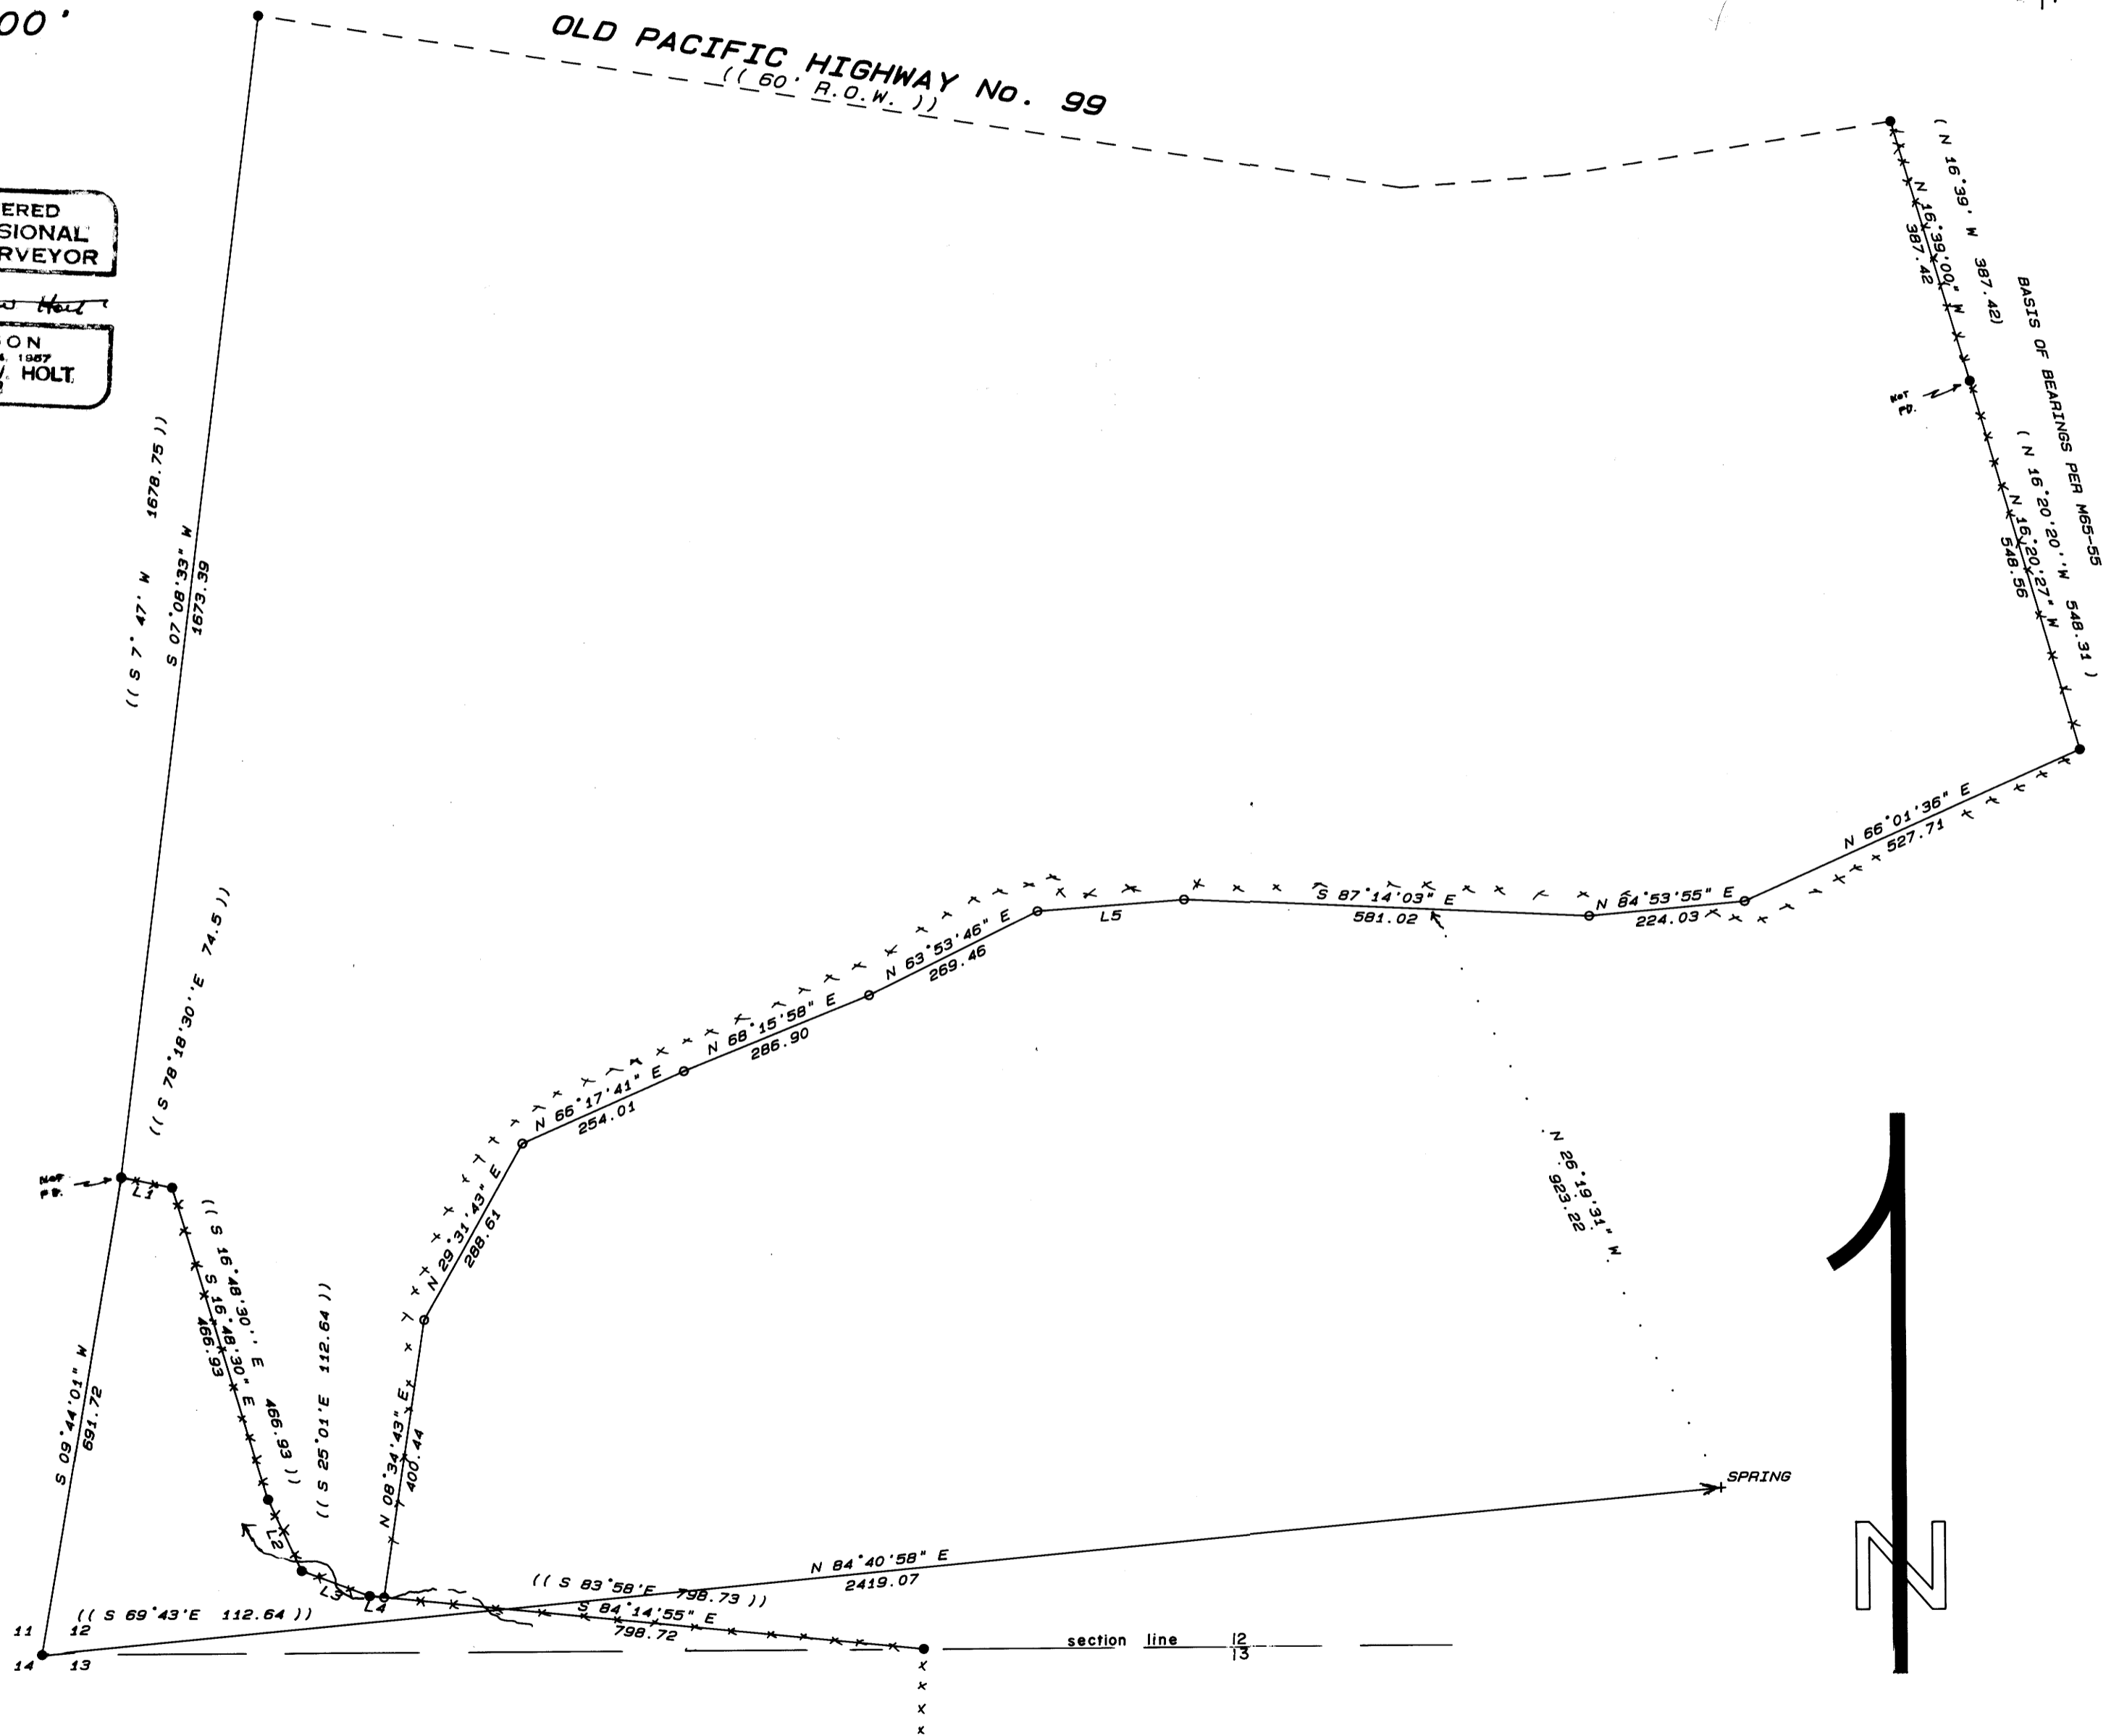 00'
OLD PACIFIC HIGHWAY No. 99
(( 60' R.O.W. ))
ERED
SIONAL
RVEYOR
Holt
ON
1987
HOLT
( N 16°39' W 387.42)
N 16°39'00" W
387.42
BASIS OF BEARINGS PER M65-55
NOT
FD.
( N 16°20'20''W 548.31 )
N 16°20'27" W
548.56
(( S 7° 47' W 1678.75 ))
S 07°08'33" W
1673.39
N 66°01'36" E
527.71
S 87°14'03" E
581.02
N 84°53'55" E
224.03
L5
N 63°53'46" E
269.46
N 68°15'58" E
286.90
N 66°17'41" E
254.01
(( S 78°18'30''E 74.5 ))
NOT
FD.
L1
N 29°31'43" E
288.61
N 26°19'31" W
923.22
(( S 16°48'30'' E 466.93 ))
S 16°48'30" E
466.93
(( S 25°01'E 112.64 ))
S 09°44'01" W
691.72
N 08°34'43" E
400.44
SPRING
L2
L3
L4
N 84°40'58" E
2419.07
(( S 83°58'E 798.73 ))
S 84°14'55" E
798.72
(( S 69°43'E 112.64 ))
11 12
14 13
section line 12
13
N